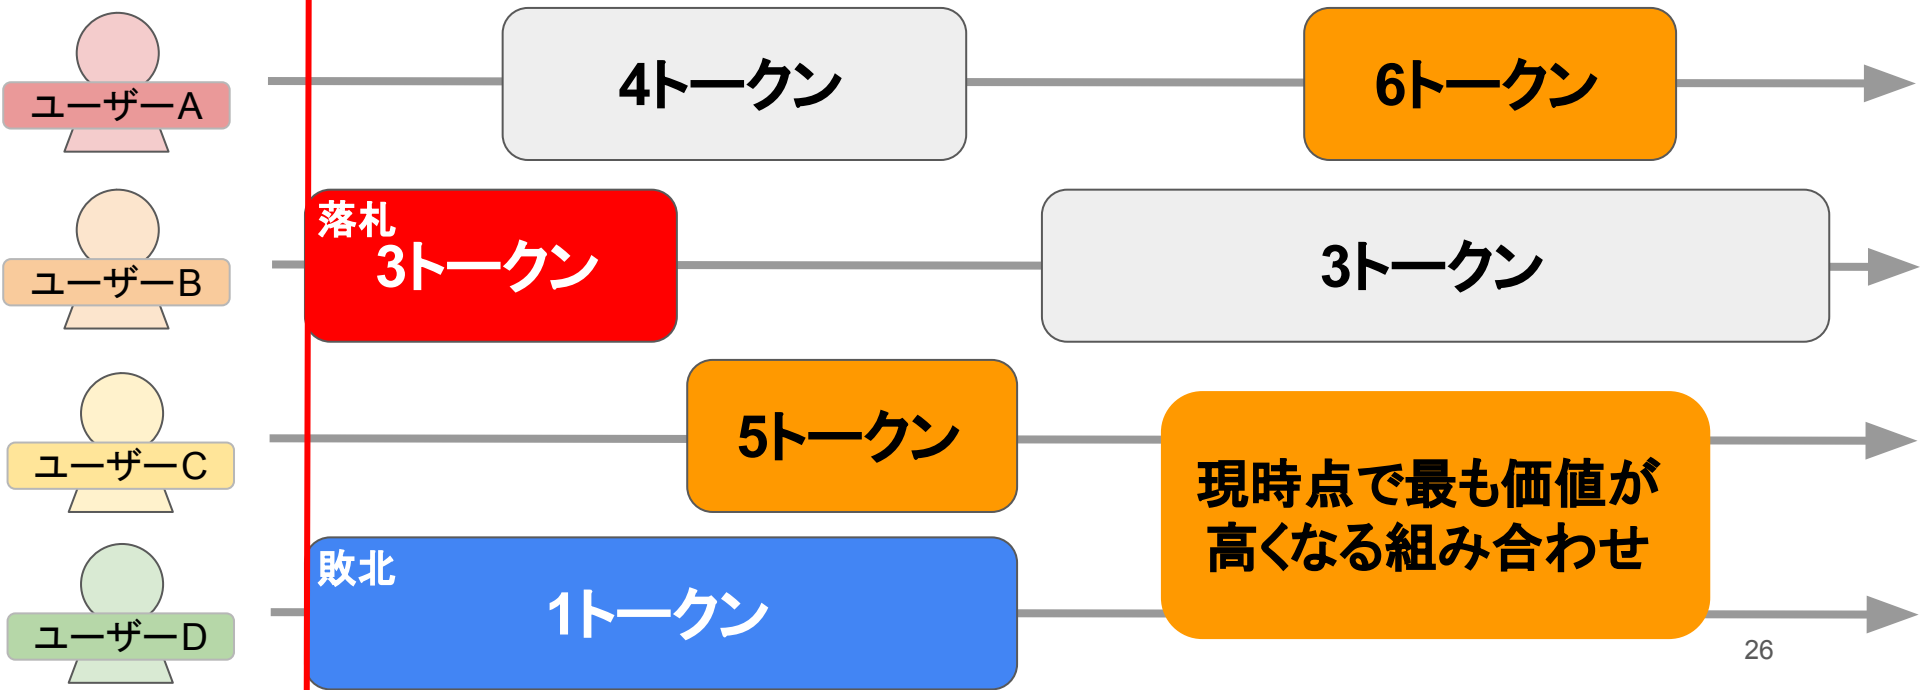 ユーザーA
4トークン
6トークン
ユーザーB
落札
3トークン
3トークン
ユーザーC
5トークン
現時点で最も価値が
高くなる組み合わせ
ユーザーD
敗北
1トークン
26